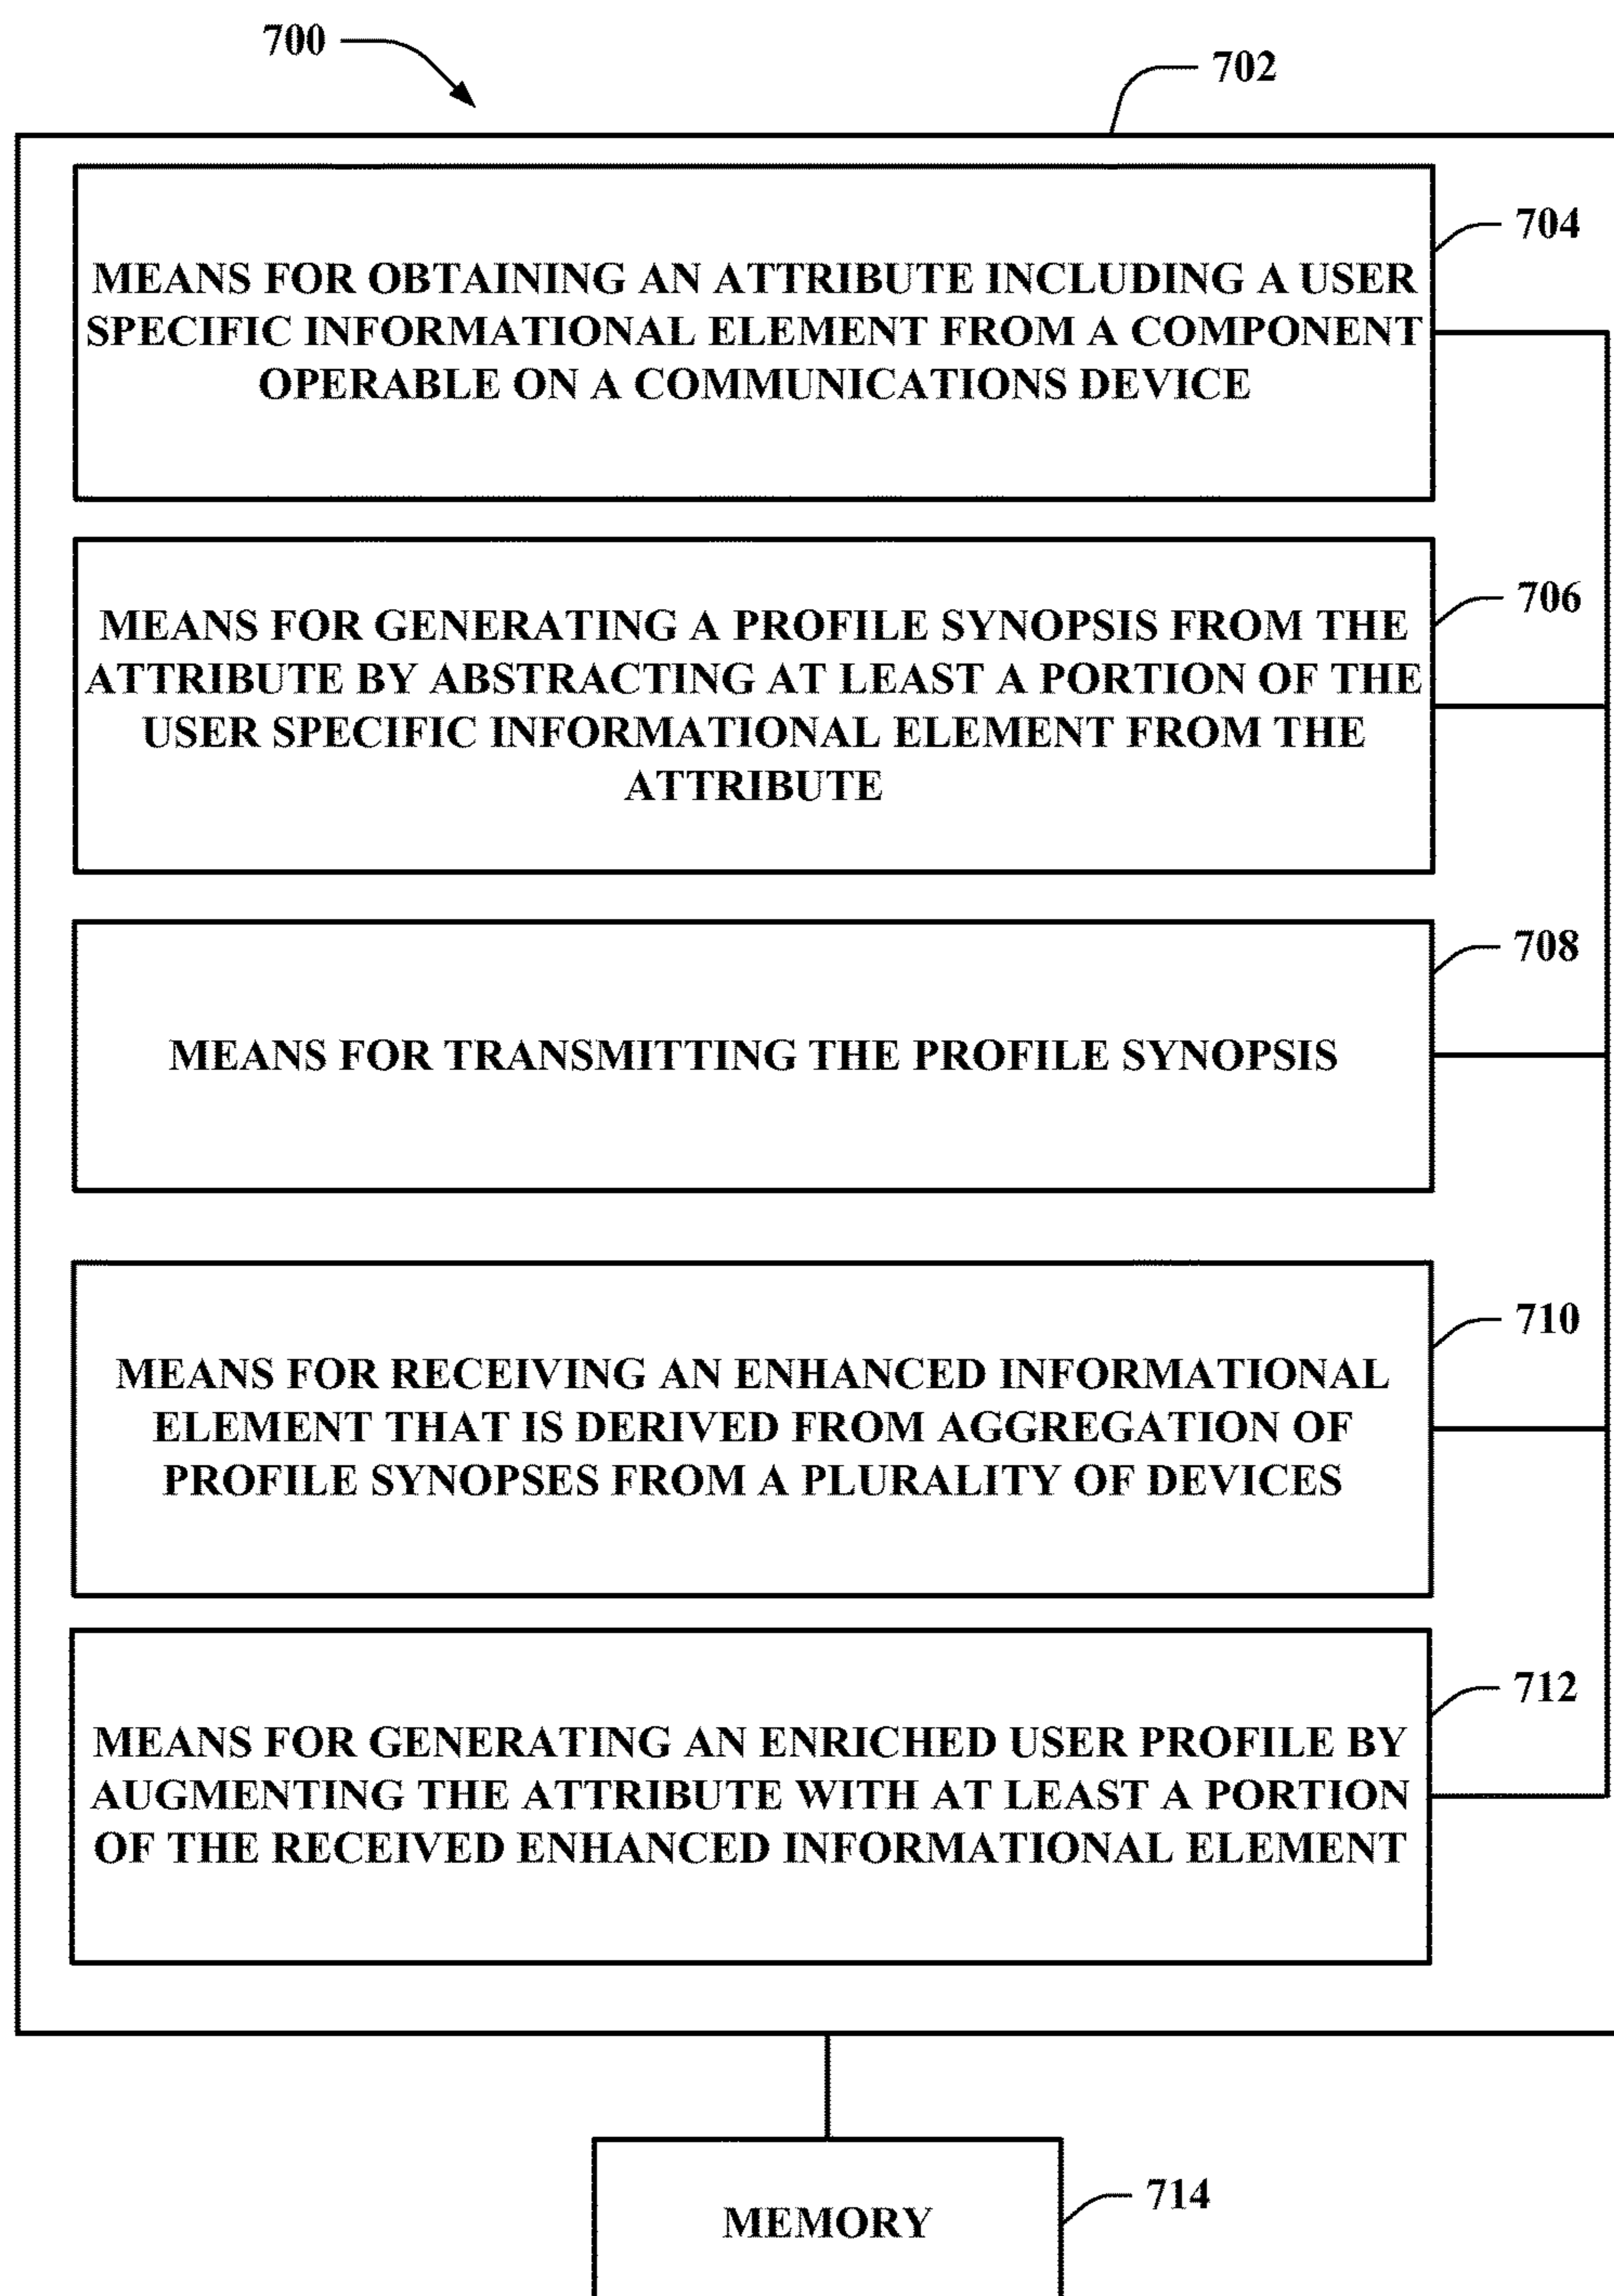 700
702
704
MEANS FOR OBTAINING AN ATTRIBUTE INCLUDING A USER
SPECIFIC INFORMATIONAL ELEMENT FROM A COMPONENT
OPERABLE ON A COMMUNICATIONS DEVICE
706
MEANS FOR GENERATING A PROFILE SYNOPSIS FROM THE
ATTRIBUTE BY ABSTRACTING AT LEAST A PORTION OF THE
USER SPECIFIC INFORMATIONAL ELEMENT FROM THE
ATTRIBUTE
708
MEANS FOR TRANSMITTING THE PROFILE SYNOPSIS
710
MEANS FOR RECEIVING AN ENHANCED INFORMATIONAL
ELEMENT THAT IS DERIVED FROM AGGREGATION OF
PROFILE SYNOPSES FROM A PLURALITY OF DEVICES
712
MEANS FOR GENERATING AN ENRICHED USER PROFILE BY
AUGMENTING THE ATTRIBUTE WITH AT LEAST A PORTION
OF THE RECEIVED ENHANCED INFORMATIONAL ELEMENT
714
MEMORY